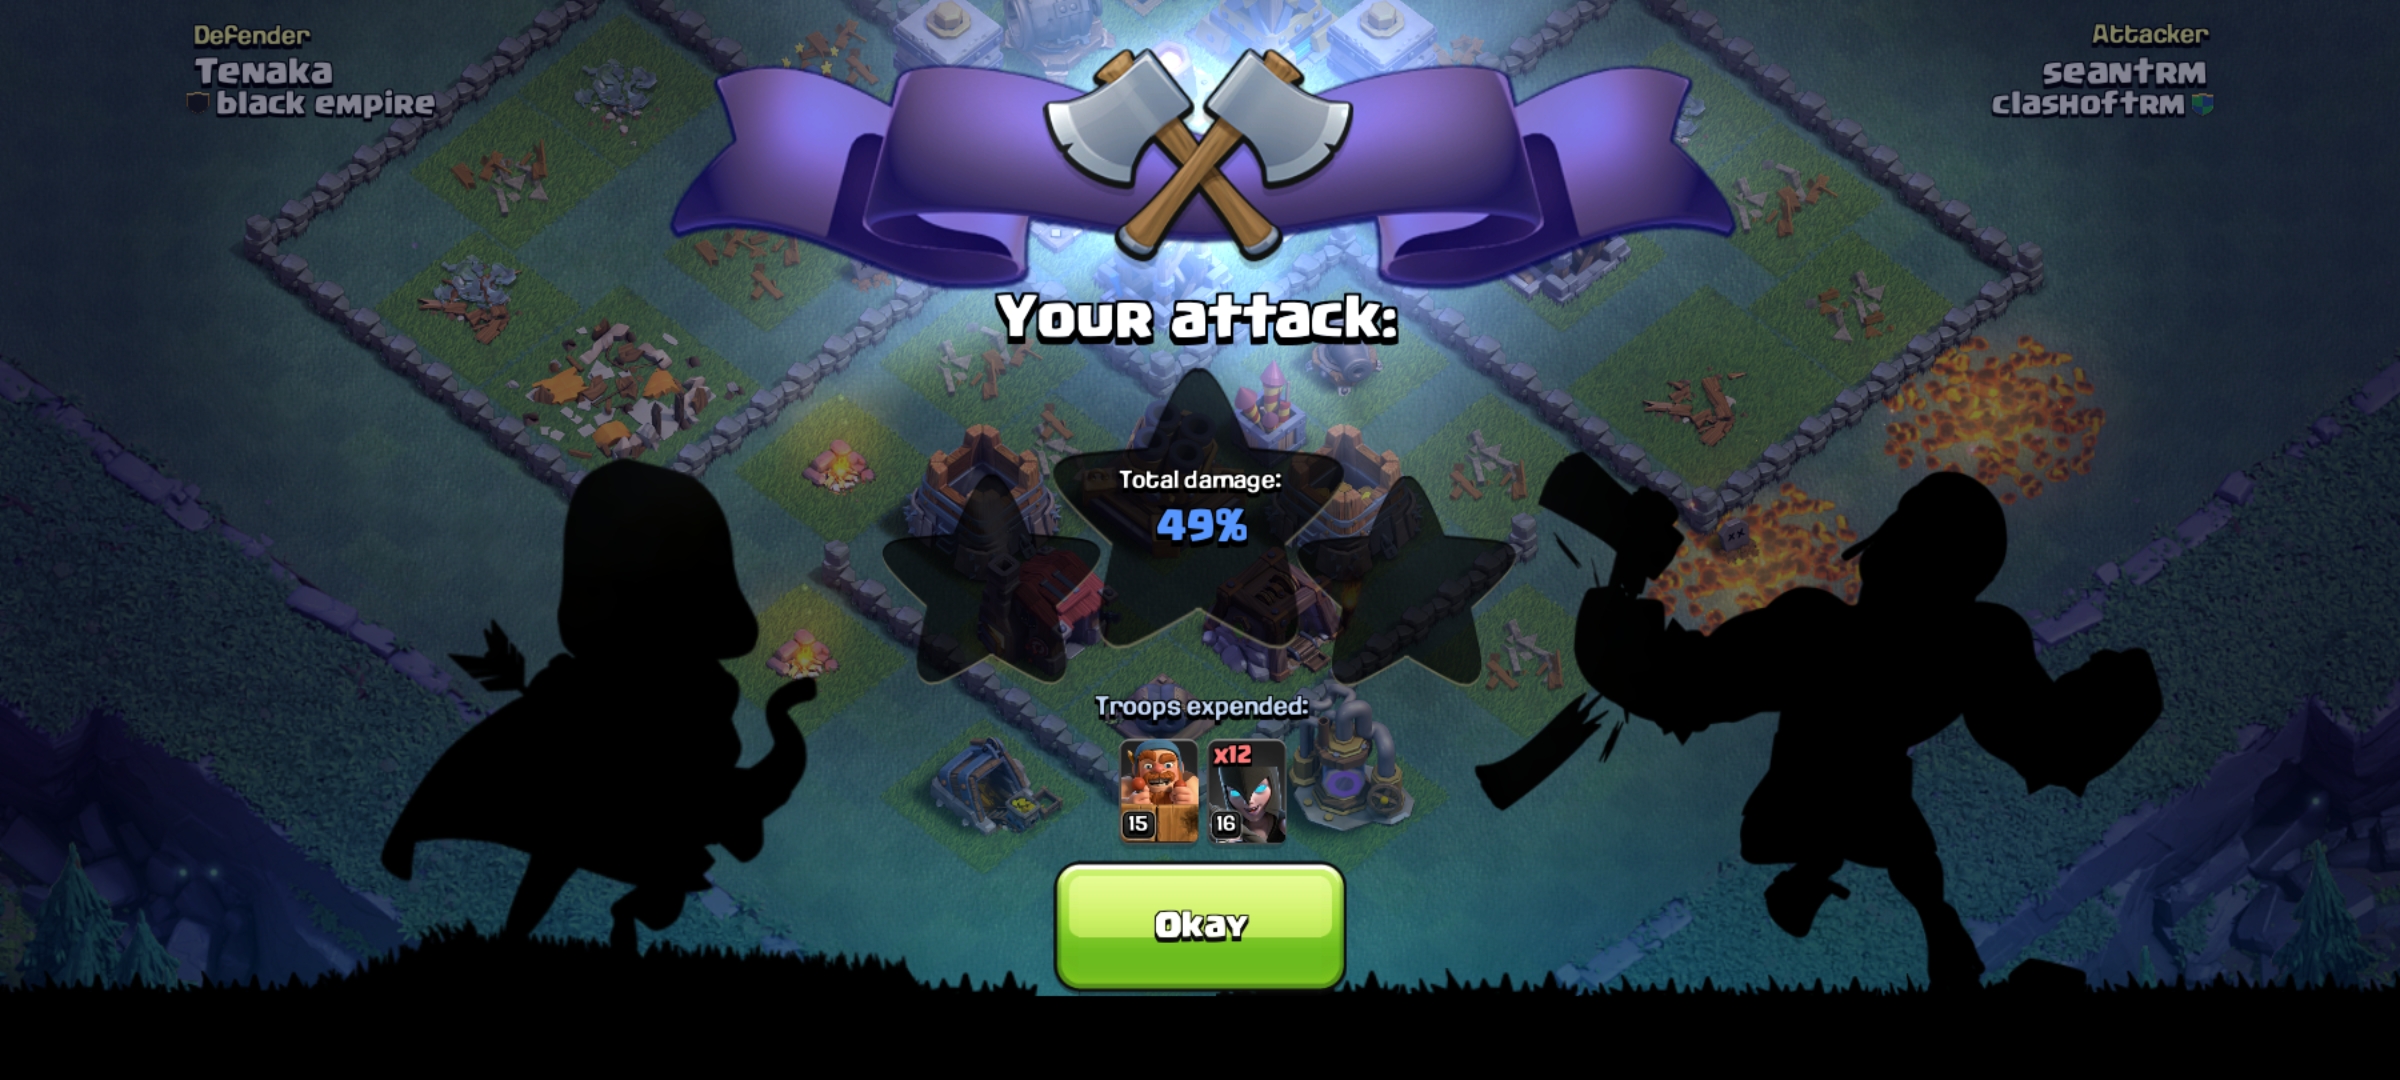 Defender
Tenaka
black empire
Attacker
seantrm
clashoftrm
Your attack:
Total damage:
49%
Troops expended:
x12
15
16
Okay